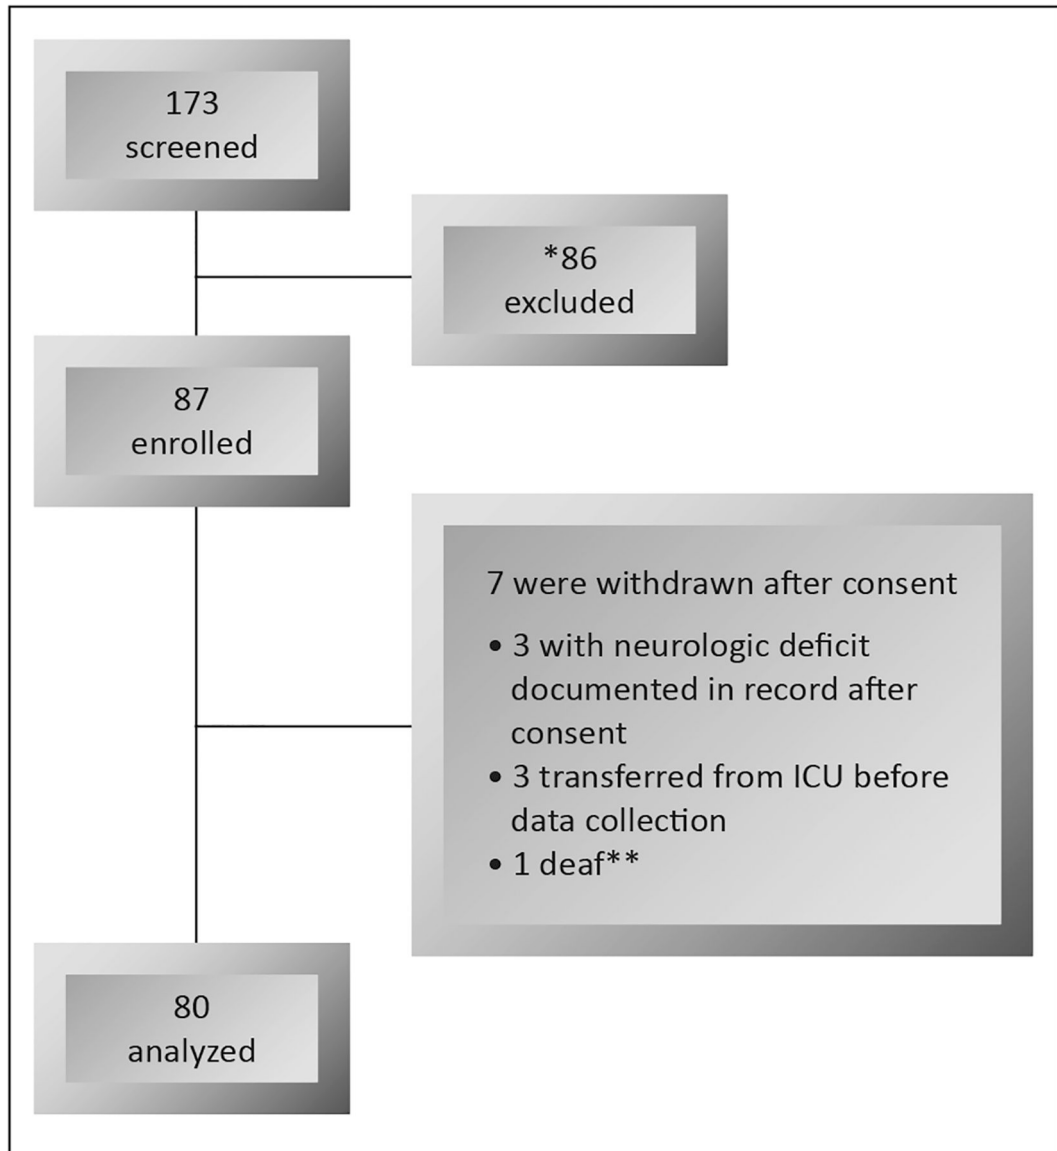 173
screened
*86
excluded
87
enrolled
7 were withdrawn after consent
• 3 with neurologic deficit
documented in record after
consent
• 3 transferred from ICU before
data collection
• 1 deaf**
80
analyzed